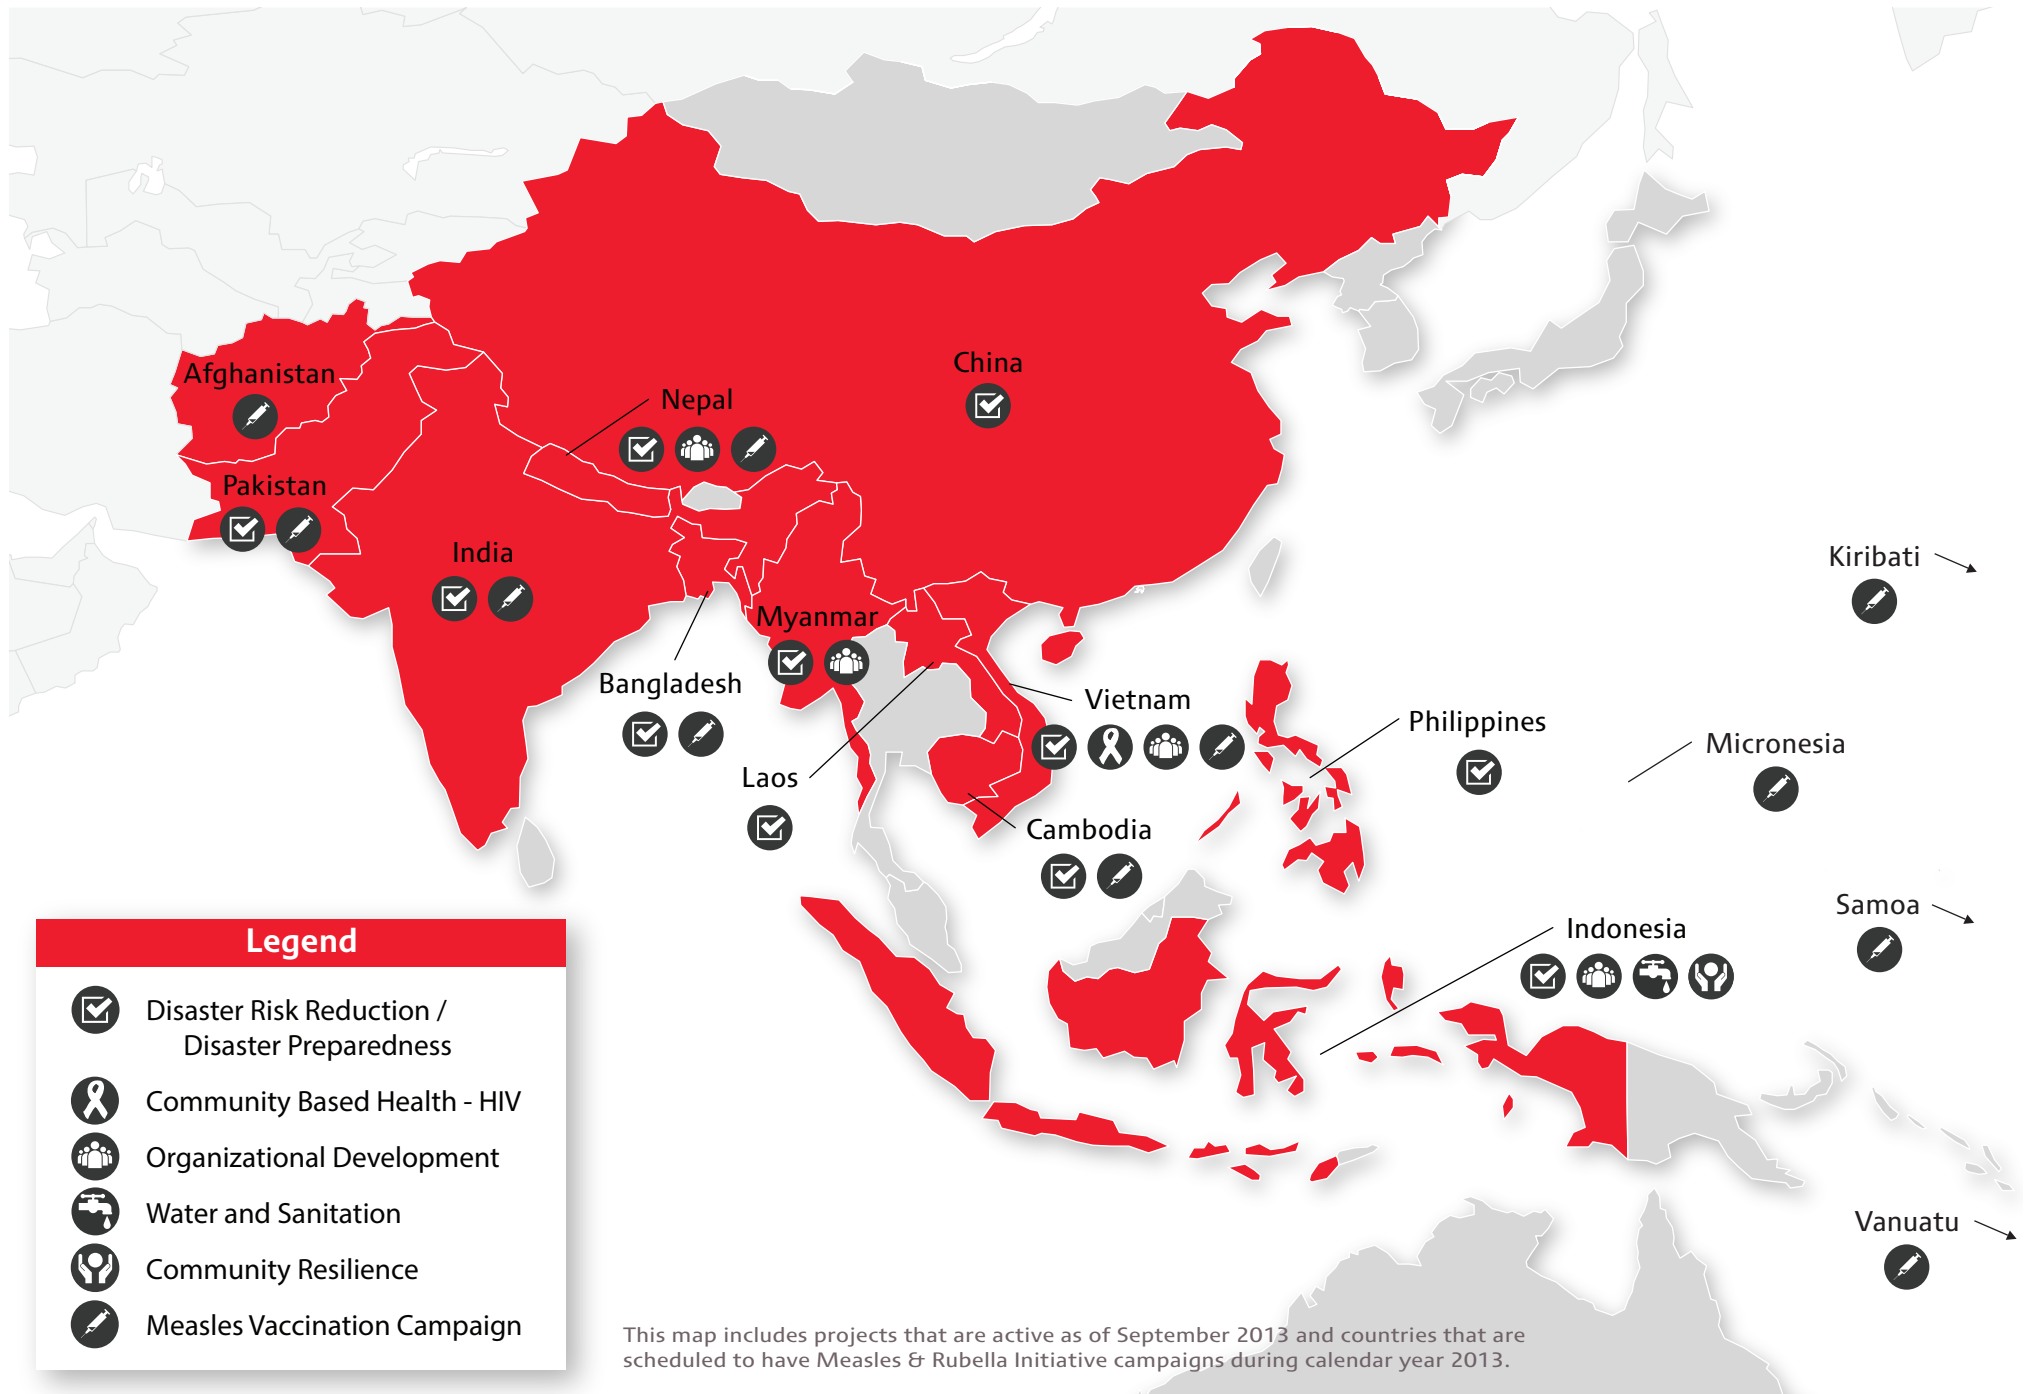 China
Afghanistan
Nepal
Pakistan
India
Kiribati
Myanmar
Bangladesh
Vietnam
Philippines
Micronesia
Laos
Cambodia
Samoa
Indonesia
Legend
Disaster Risk Reduction /
Disaster Preparedness
Community Based Health - HIV
Organizational Development
Water and Sanitation
Community Resilience
Measles Vaccination Campaign
Vanuatu
This map includes projects that are active as of September 2013 and countries that are
scheduled to have Measles & Rubella Initiative campaigns during calendar year 2013.